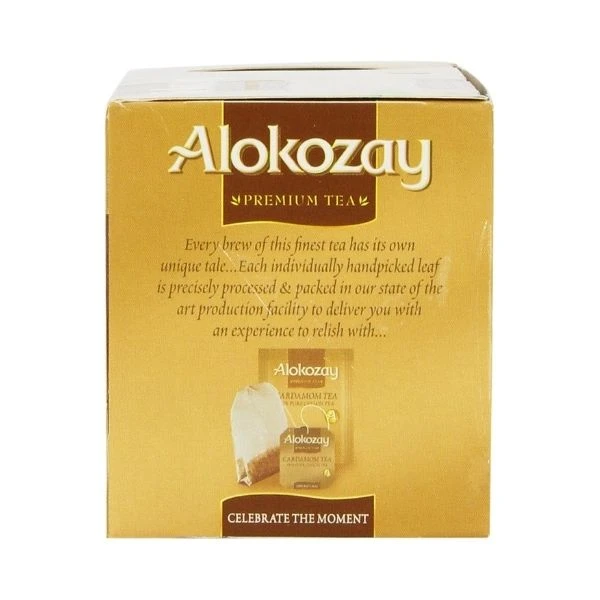 Alokozay
PREMIUM TEA
Every brew of this finest tea has its own
unique tale...Each individually handpicked leaf
is precisely processed & packed in our state of the
art production facility to deliver you with
an experience to relish with...
Alokozay
PREMIUM TEA
CARDAMOM TEA
Alokozay
CARDAMOM TEA
CELEBRATE THE MOMENT